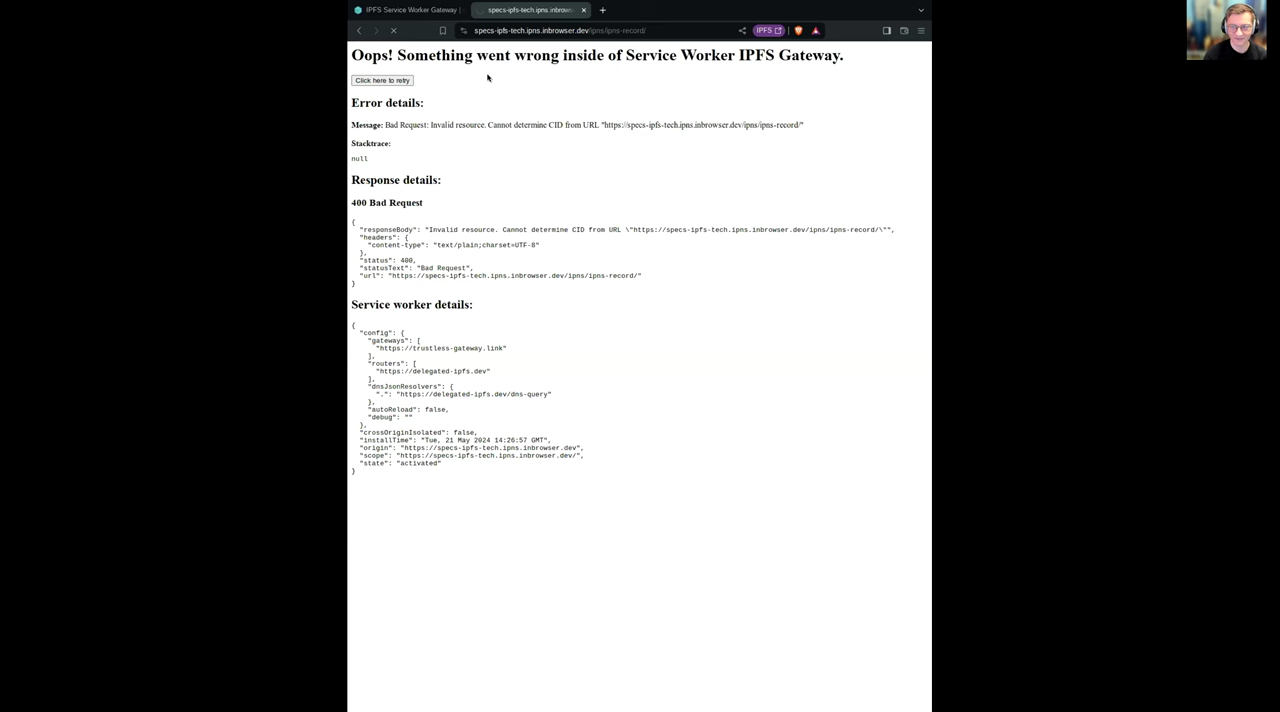 IPFS Service Worker Gateway |
specs-ipfs-tech.ipns.inbrowse
specs-ipfs-tech.ipns.inbrowser.dev/ipns/ipns-record/
IPFS
Oops! Something went wrong inside of Service Worker IPFS Gateway.
Click here to retry
Error details:
Message: Bad Request: Invalid resource. Cannot determine CID from URL "https://specs-ipfs-tech.ipns.inbrowser.dev/ipns/ipns-record/"
Stacktrace:
null
Response details:
400 Bad Request
{
"responseBody": "Invalid resource. Cannot determine CID from URL \"https://specs-ipfs-tech.ipns.inbrowser.dev/ipns/ipns-record/\"",
"headers": {
"content-type": "text/plain;charset=UTF-8"
},
"status": 400,
"statusText": "Bad Request",
"url": "https://specs-ipfs-tech.ipns.inbrowser.dev/ipns/ipns-record/"
}
Service worker details:
{
"config": {
"gateways": [
"https://trustless-gateway.link"
],
"routers": [
"https://delegated-ipfs.dev"
],
"dnsJsonResolvers": {
".": "https://delegated-ipfs.dev/dns-query"
},
"autoReload": false,
"debug": ""
},
"crossOriginIsolated": false,
"installTime": "Tue, 21 May 2024 14:26:57 GMT",
"origin": "https://specs-ipfs-tech.ipns.inbrowser.dev",
"scope": "https://specs-ipfs-tech.ipns.inbrowser.dev/",
"state": "activated"
}